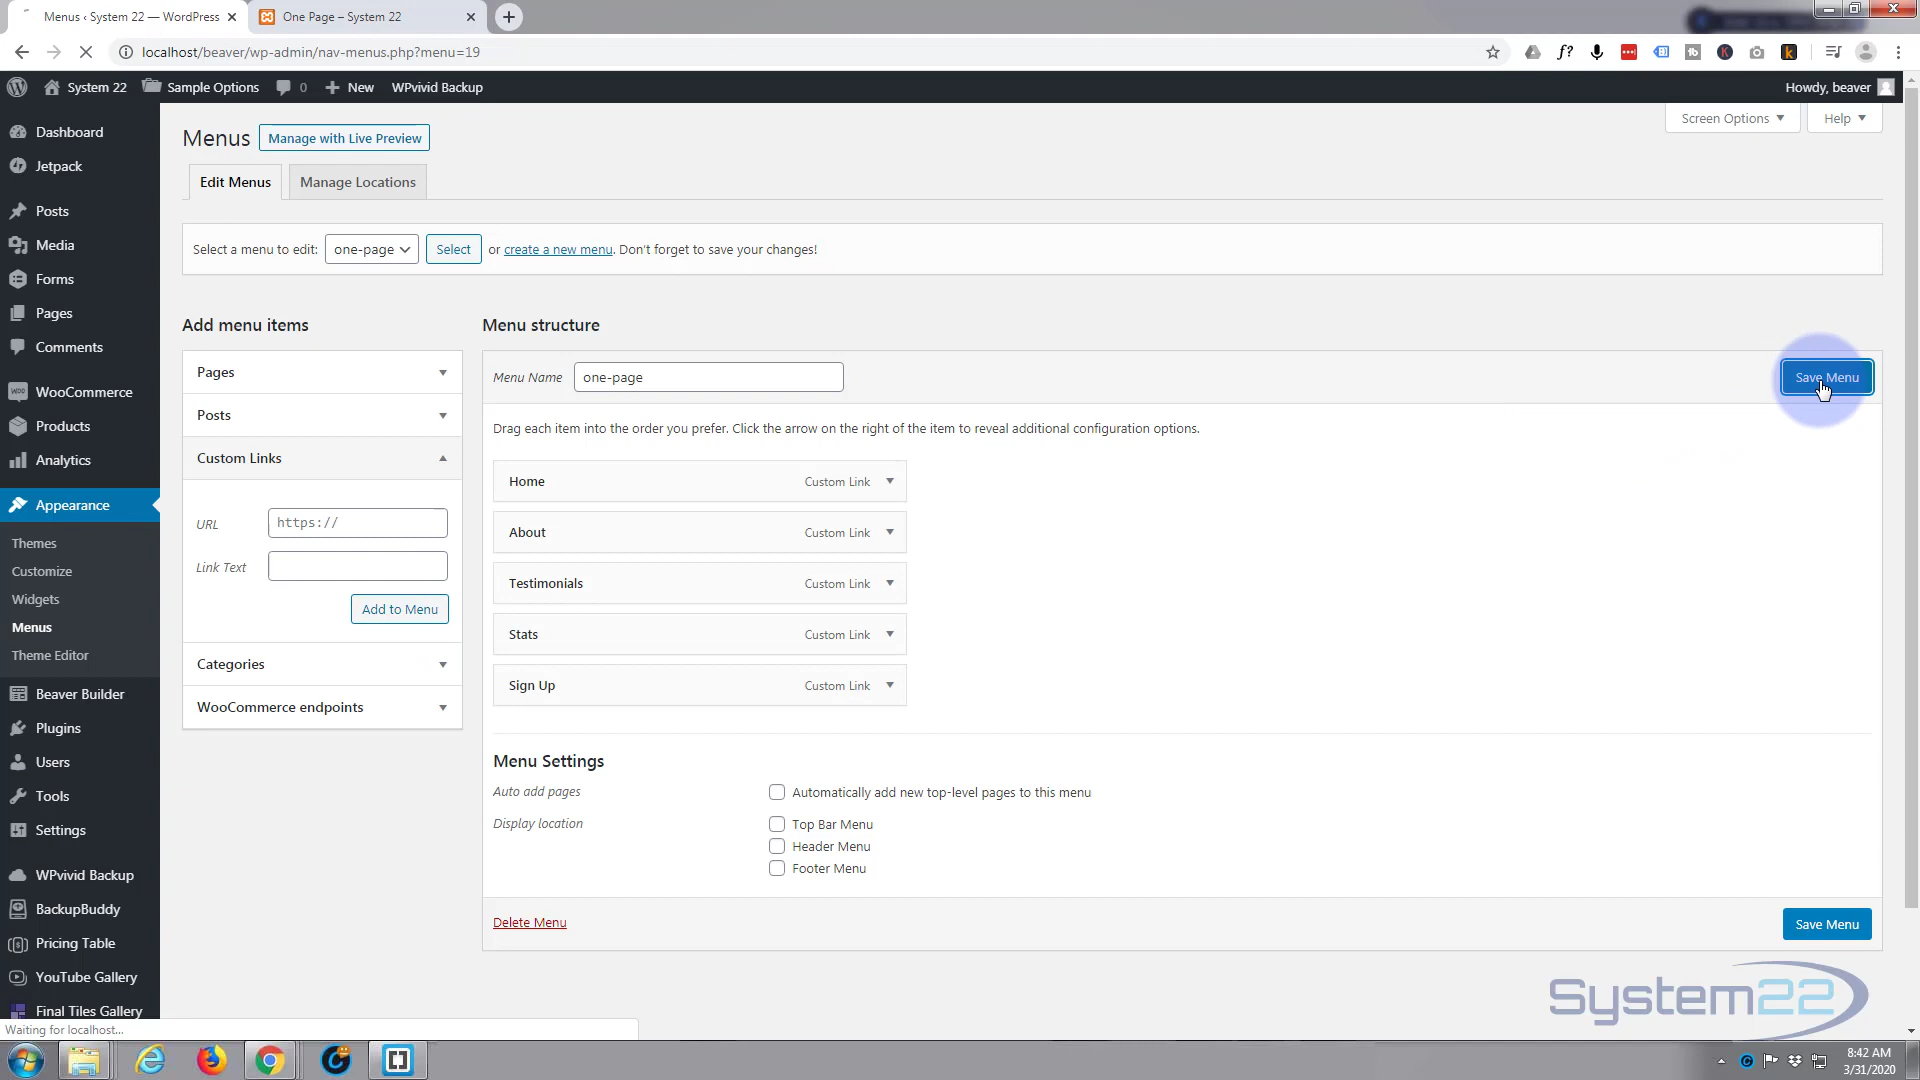 Menus ‹ System 22 — WordPress
One Page – System 22
localhost/beaver/wp-admin/nav-menus.php?menu=19
System 22
Sample Options
0
New
WPvivid Backup
Howdy, beaver
Dashboard
Jetpack
Posts
Media
Forms
Pages
Comments
WooCommerce
Products
Analytics
Appearance
Themes
Customize
Widgets
Menus
Theme Editor
Beaver Builder
Plugins
Users
Tools
Settings
WPvivid Backup
BackupBuddy
Pricing Table
YouTube Gallery
Final Tiles Gallery
Menus
Manage with Live Preview
Screen Options
Help
Edit Menus
Manage Locations
Select a menu to edit: one-page Select or create a new menu. Don't forget to save your changes!
Add menu items
Pages
Posts
Custom Links
URL https://
Link Text
Add to Menu
Categories
WooCommerce endpoints
Menu structure
Menu Name one-page
Save Menu
Drag each item into the order you prefer. Click the arrow on the right of the item to reveal additional configuration options.
Home Custom Link
About Custom Link
Testimonials Custom Link
Stats Custom Link
Sign Up Custom Link
Menu Settings
Auto add pages Automatically add new top-level pages to this menu
Display location Top Bar Menu
Header Menu
Footer Menu
Delete Menu
Save Menu
System22
Waiting for localhost...
8:42 AM
3/31/2020